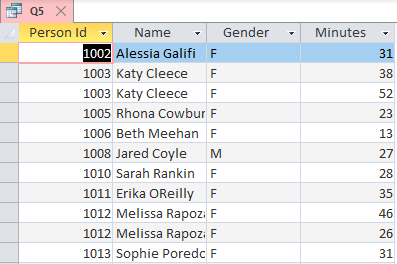 Q5
Person Id Name Gender Minutes
1002 Alessia Galifi F 31
1003 Katy Cleece F 38
1003 Katy Cleece F 52
1005 Rhona Cowbur F 23
1006 Beth Meehan F 13
1008 Jared Coyle M 27
1010 Sarah Rankin F 28
1011 Erika OReilly F 35
1012 Melissa Rapoza F 46
1012 Melissa Rapoza F 26
1013 Sophie Poredo F 31